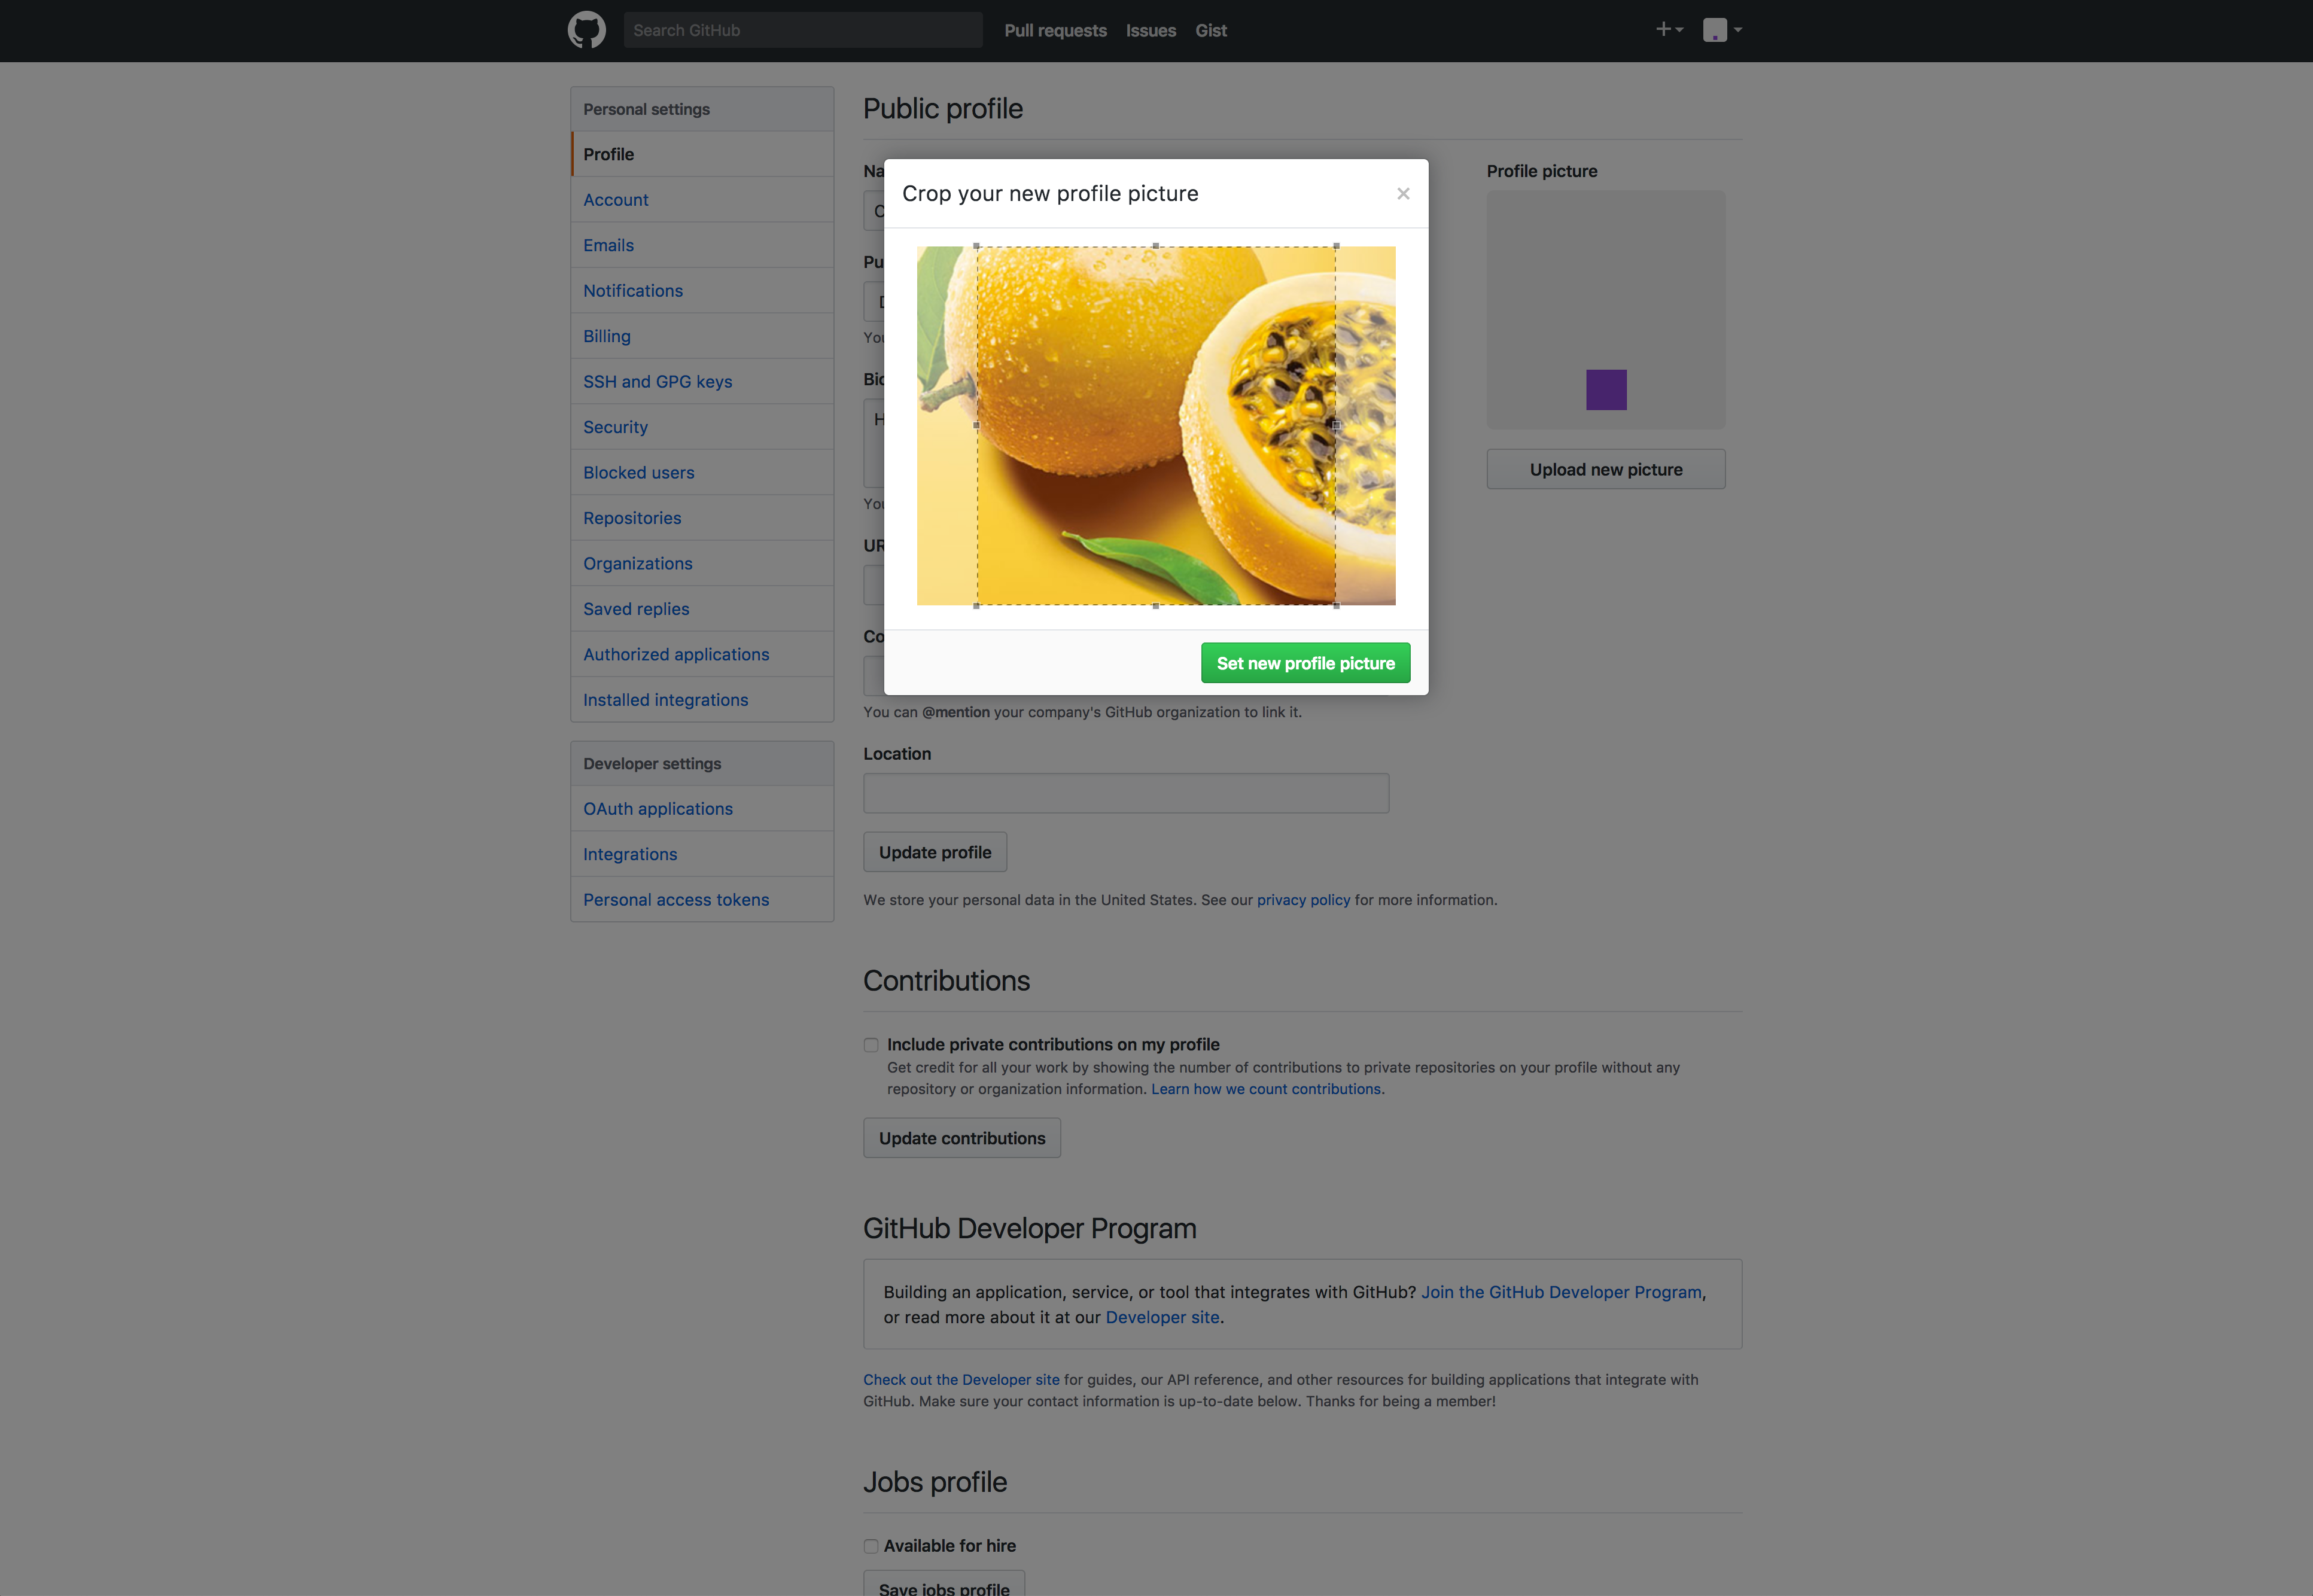 Search GitHub
Pull requests
Issues
Gist
Personal settings
Profile
Account
Emails
Notifications
Billing
SSH and GPG keys
Security
Blocked users
Repositories
Organizations
Saved replies
Authorized applications
Installed integrations
Developer settings
OAuth applications
Integrations
Personal access tokens
Public profile
Profile picture
Upload new picture
Crop your new profile picture
Set new profile picture
You can @mention your company's GitHub organization to link it.
Location
Update profile
We store your personal data in the United States. See our privacy policy for more information.
Contributions
Include private contributions on my profile
Get credit for all your work by showing the number of contributions to private repositories on your profile without any
repository or organization information. Learn how we count contributions.
Update contributions
GitHub Developer Program
Building an application, service, or tool that integrates with GitHub? Join the GitHub Developer Program,
or read more about it at our Developer site.
Check out the Developer site for guides, our API reference, and other resources for building applications that integrate with
GitHub. Make sure your contact information is up-to-date below. Thanks for being a member!
Jobs profile
Available for hire
Save jobs profile